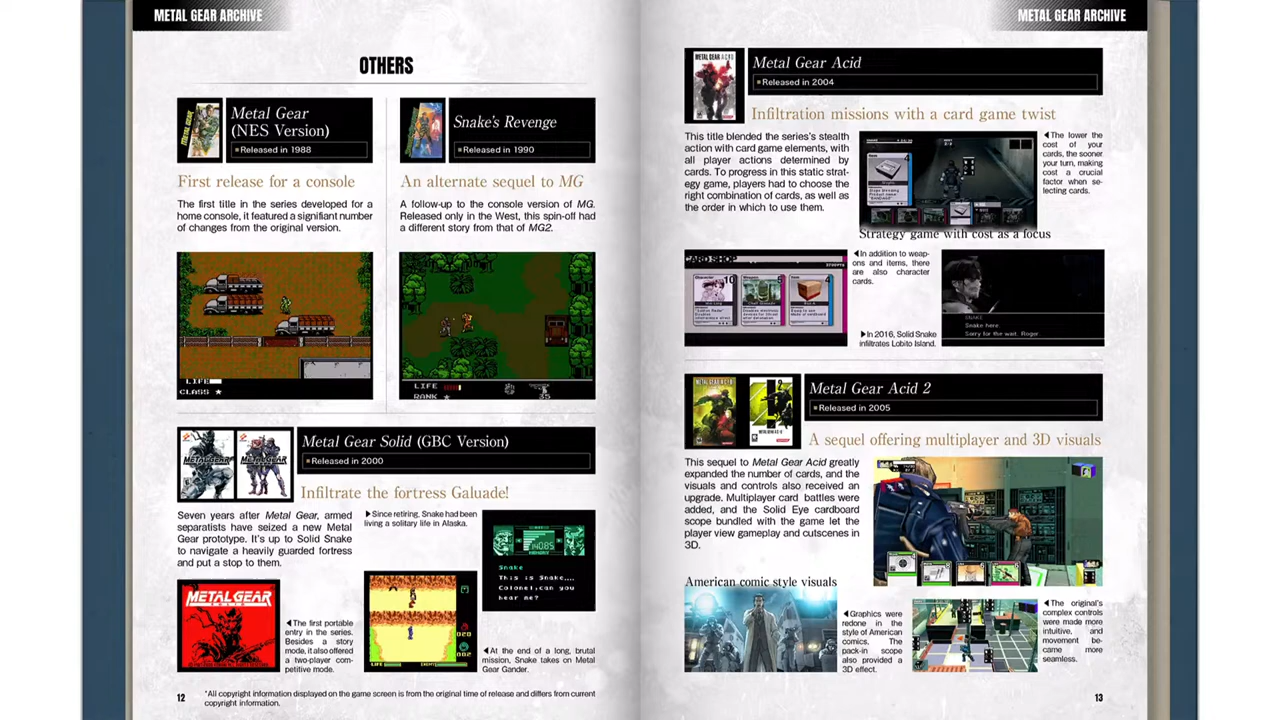 METAL GEAR ARCHIVE
OTHERS
Metal Gear
(NES Version)
Released in 1988
First release for a console
The first title in the series developed for a
home console, it featured a signifiant number
of changes from the original version.
LIFE
CLASS ★
Snake's Revenge
Released in 1990
An alternate sequel to MG
A follow-up to the console version of MG.
Released only in the West, this spin-off had
a different story from that of MG2.
LIFE
RANK ★
35
METAL GEAR
Metal Gear Solid (GBC Version)
Released in 2000
Infiltrate the fortress Galuade!
Seven years after Metal Gear, armed
separatists have seized a new Metal
Gear prototype. It's up to Solid Snake
to navigate a heavily guarded fortress
and put a stop to them.
▶Since retiring, Snake had been
living a solitary life in Alaska.
140.85
Snake
This is Snake....
Colonel,can you
hear me?
METAL GEAR
◀The first portable
entry in the series.
Besides a story
mode, it also offered
a two-player com-
petitive mode.
020
002
LIFE
◀At the end of a long, brutal
mission, Snake takes on Metal
Gear Gander.
12
*All copyright information displayed on the game screen is from the original time of release and differs from current
copyright information.
METAL GEAR ARCHIVE
METAL GEAR ACID
Metal Gear Acid
Released in 2004
Infiltration missions with a card game twist
This title blended the series's stealth
action with card game elements, with
all player actions determined by
cards. To progress in this static strat-
egy game, players had to choose the
right combination of cards, as well as
the order in which to use them.
◀The lower the
cost of your
cards, the sooner
your turn, making
cost a crucial
factor when se-
lecting cards.
Strategy game with cost as a focus
CARD SHOP
10
5
4
◀In addition to weap-
ons and items, there
are also character
cards.
▶In 2016, Solid Snake
infiltrates Lobito Island.
SNAKE
Snake here.
Sorry for the wait, Roger
Metal Gear Acid 2
Released in 2005
A sequel offering multiplayer and 3D visuals
This sequel to Metal Gear Acid greatly
expanded the number of cards, and the
visuals and controls also received an
upgrade. Multiplayer card battles were
added, and the Solid Eye cardboard
scope bundled with the game let the
player view gameplay and cutscenes in
3D.
American comic style visuals
◀Graphics were
redone in the
style of American
comics. The
pack-in scope
also provided a
3D effect.
◀The original's
complex controls
were made more
intuitive, and
movement be-
came more
seamless.
13